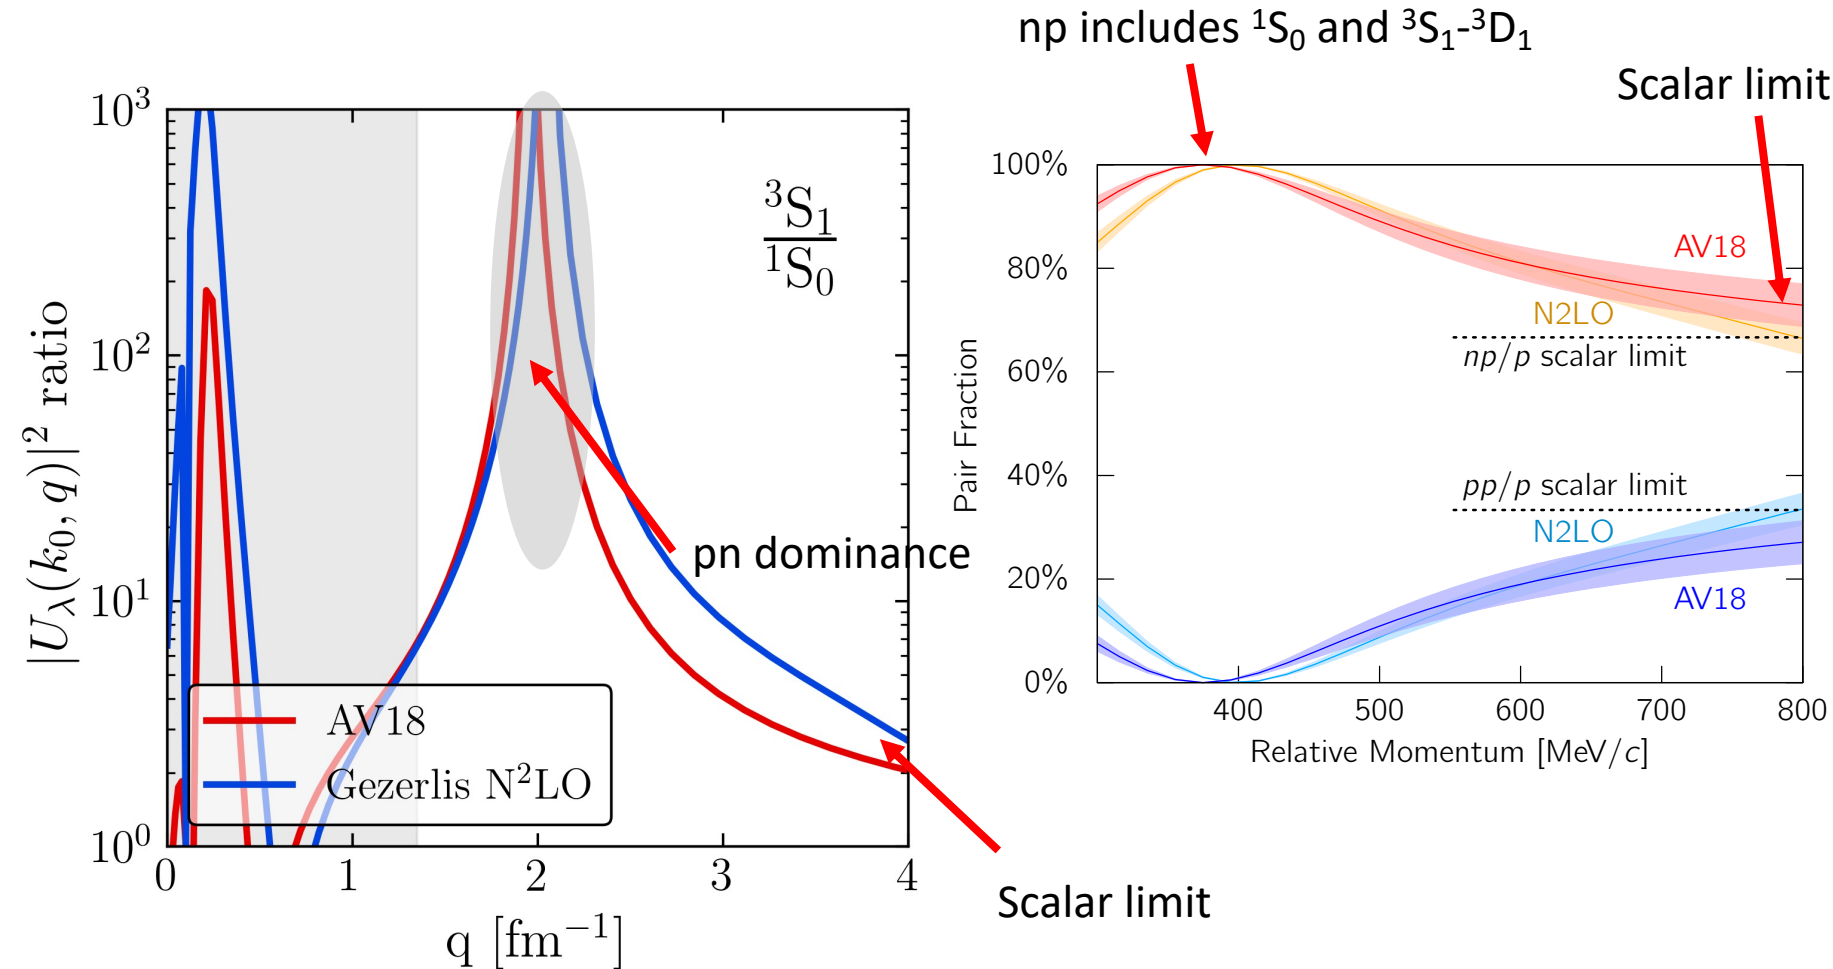 np includes ¹S₀ and ³S₁-³D₁
Scalar limit
|U_λ(k₀, q)|² ratio
10³
10²
10¹
10⁰
³S₁
¹S₀
pn dominance
AV18
Gezerlis N²LO
0 1 2 3 4
q [fm⁻¹]
Scalar limit
Pair Fraction
100%
80%
60%
40%
20%
0%
AV18
N2LO
np/p scalar limit
pp/p scalar limit
N2LO
AV18
400 500 600 700 800
Relative Momentum [MeV/c]